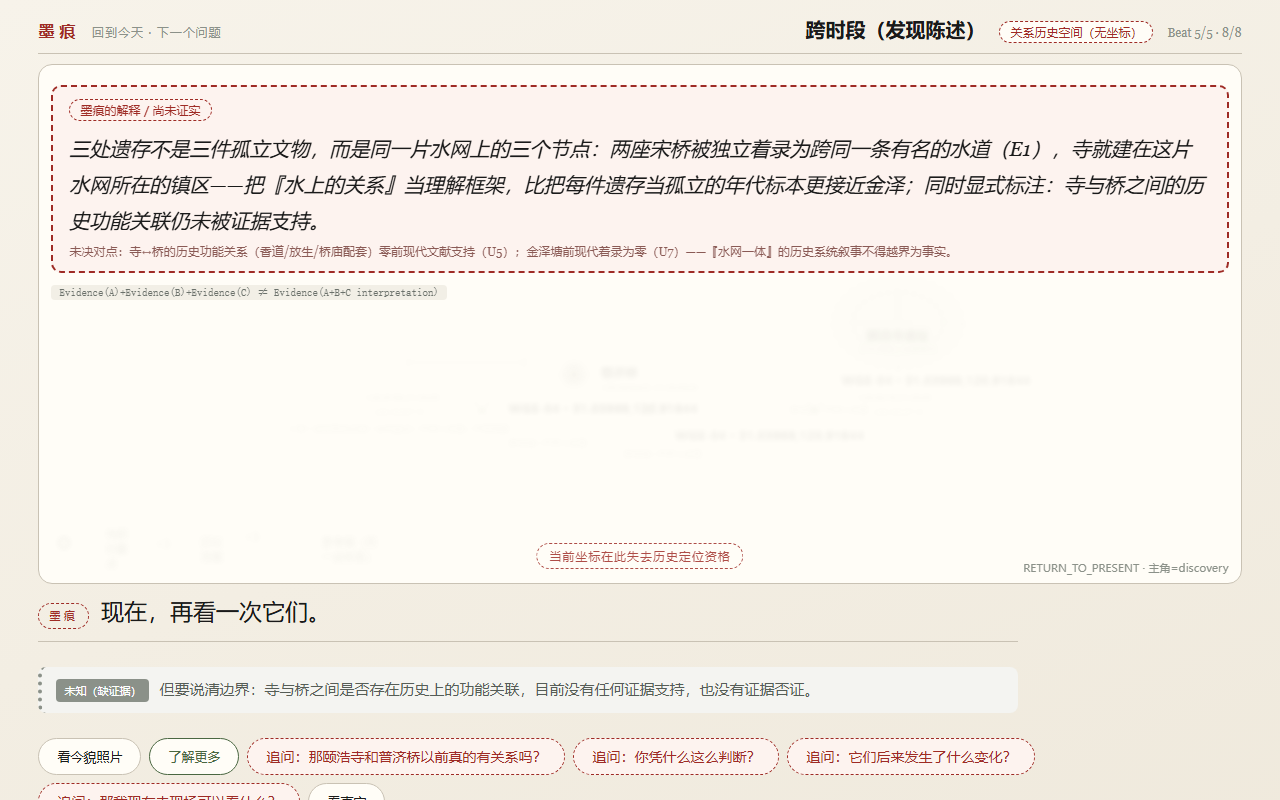 墨痕 回到今天 · 下一个问题 跨时段（发现陈述） 关系历史空间（无坐标） Beat 5/5 · 8/8
墨痕的解释 / 尚未证实
三处遗存不是三件孤立文物，而是同一片水网上的三个节点：两座宋桥被独立着录为跨同一条有名的水道（E1），寺就建在这片
水网所在的镇区——把『水上的关系』当理解框架，比把每件遗存当孤立的年代标本更接近金泽；同时显式标注：寺与桥之间的历
史功能关联仍未被证据支持。
未决对点：寺↔桥的历史功能关系（香道/放生/桥庙配套）零前现代文献支持（U5）；金泽塘前现代着录为零（U7）——『水网一体』的历史系统叙事不得越界为事实。
Evidence(A)+Evidence(B)+Evidence(C) ≠ Evidence(A+B+C interpretation)
当前坐标在此失去历史定位资格
RETURN_TO_PRESENT · 主角=discovery
墨痕 现在，再看一次它们。
未知（缺证据） 但要说清边界：寺与桥之间是否存在历史上的功能关联，目前没有任何证据支持，也没有证据否证。
看今貌照片 了解更多 追问：那颐浩寺和普济桥以前真的有关系吗？ 追问：你凭什么这么判断？ 追问：它们后来发生了什么变化？